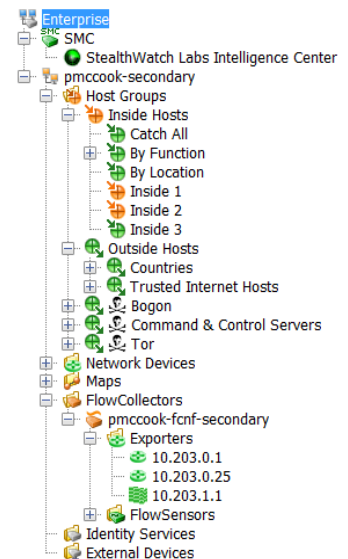 Enterprise
SMC
SMC
StealthWatch Labs Intelligence Center
pmccook-secondary
Host Groups
Inside Hosts
Catch All
By Function
By Location
Inside 1
Inside 2
Inside 3
Outside Hosts
Countries
Trusted Internet Hosts
Bogon
Command & Control Servers
Tor
Network Devices
Maps
FlowCollectors
pmccook-fcnf-secondary
Exporters
10.203.0.1
10.203.0.25
10.203.1.1
FlowSensors
Identity Services
External Devices